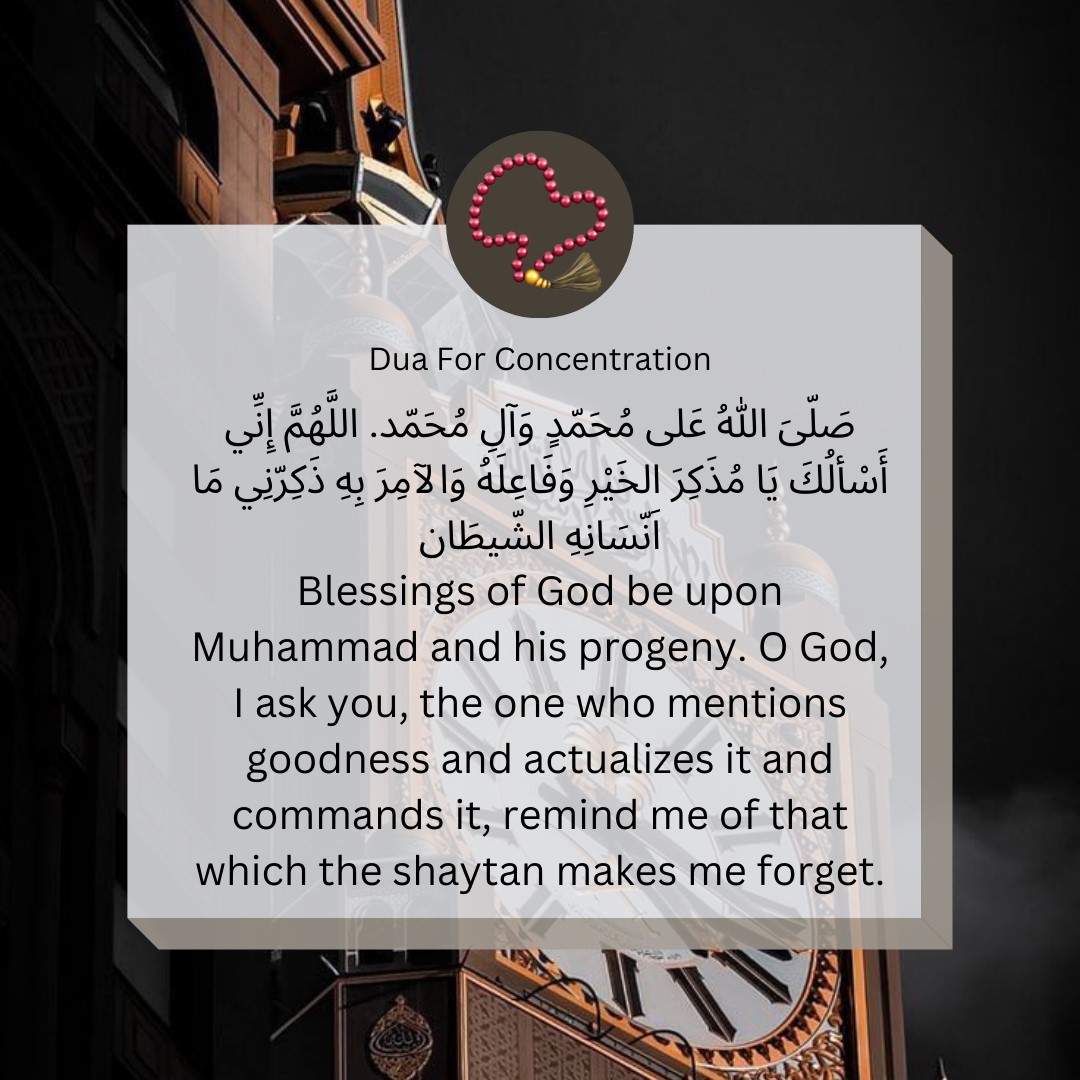 Dua For Concentration
صَلّىَ اللهُ عَلى مُحَمّدٍ وَآلِ مُحَمّد. اللَّهُمَّ إِنِّي
أَسْألُكَ يَا مُذَكِرَ الخَيْرِ وَفَاعِلَهُ وَالآمِرَ بِهِ ذَكِرّنِي مَا
اَنّسَانِهِ الشّيطَان
Blessings of God be upon
Muhammad and his progeny. O God,
I ask you, the one who mentions
goodness and actualizes it and
commands it, remind me of that
which the shaytan makes me forget.